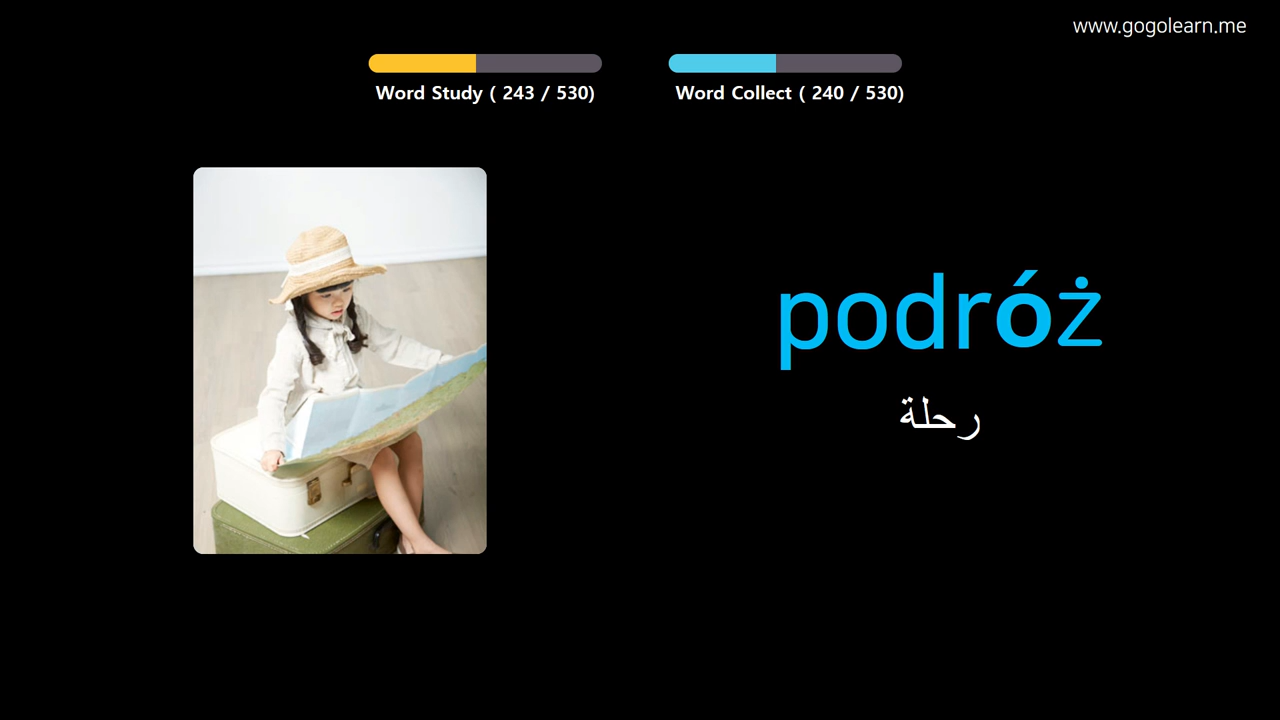 www.gogolearn.me
Word Study ( 243 / 530)
Word Collect ( 240 / 530)
podróż
رحلة